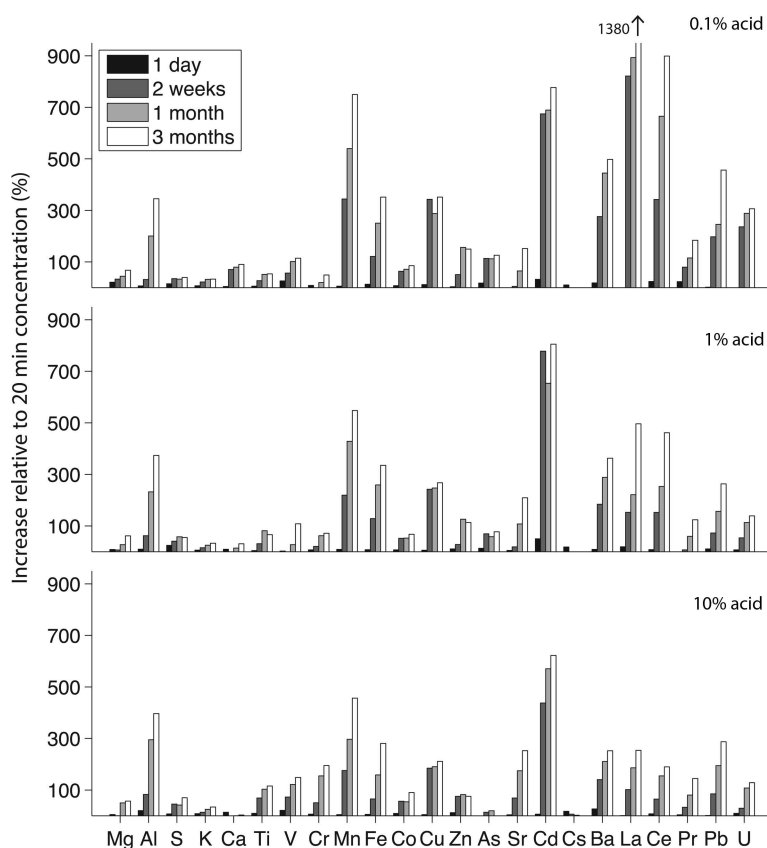 1380
0.1% acid
900
700
500
300
100
1 day
2 weeks
1 month
3 months
Increase relative to 20 min concentration (%)
1% acid
900
700
500
300
100
10% acid
900
700
500
300
100
Mg Al S K Ca Ti V Cr Mn Fe Co Cu Zn As Sr Cd Cs Ba La Ce Pr Pb U